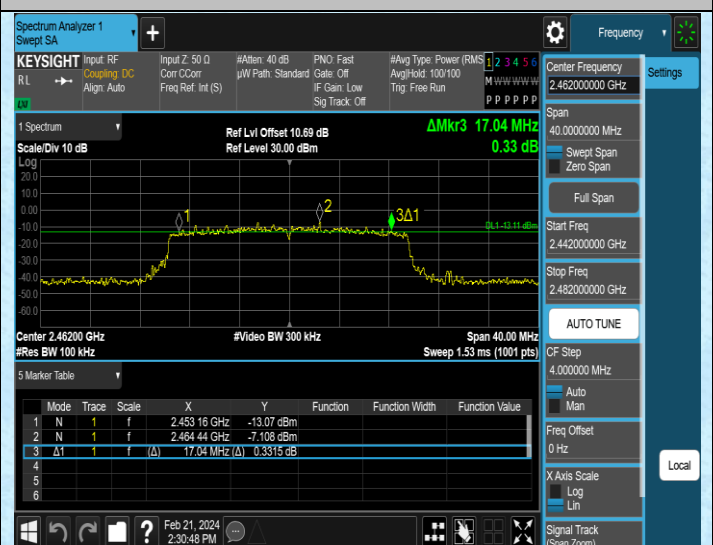 Spectrum Analyzer 1
Swept SA
Frequency
KEYSIGHT
RL
LXI
Input: RF
Coupling: DC
Align: Auto
Input Z: 50 Ω
Corr CCorr
Freq Ref: Int (S)
#Atten: 40 dB
µW Path: Standard
PNO: Fast
Gate: Off
IF Gain: Low
Sig Track: Off
#Avg Type: Power (RMS
Avg|Hold: 100/100
Trig: Free Run
1 2 3 4 5 6
M W W W W W
P P P P P P
1 Spectrum
Scale/Div 10 dB
Ref Lvl Offset 10.69 dB
Ref Level 30.00 dBm
ΔMkr3 17.04 MHz
0.33 dB
Log
20.0
10.0
0.00
-10.0
-20.0
-30.0
-40.0
-50.0
-60.0
1
2
3Δ1
DL1 -13.11 dBm
Center 2.46200 GHz
#Res BW 100 kHz
#Video BW 300 kHz
Span 40.00 MHz
Sweep 1.53 ms (1001 pts)
5 Marker Table
Mode Trace Scale X Y Function Function Width Function Value
1 N 1 f 2.453 16 GHz -13.07 dBm
2 N 1 f 2.464 44 GHz -7.108 dBm
3 Δ1 1 f (Δ) 17.04 MHz (Δ) 0.3315 dB
4
5
6
Feb 21, 2024
2:30:48 PM
?
Center Frequency
2.462000000 GHz
Span
40.0000000 MHz
Swept Span
Zero Span
Full Span
Start Freq
2.442000000 GHz
Stop Freq
2.482000000 GHz
AUTO TUNE
CF Step
4.000000 MHz
Auto
Man
Freq Offset
0 Hz
X Axis Scale
Log
Lin
Signal Track
(Span Zoom)
Settings
Local